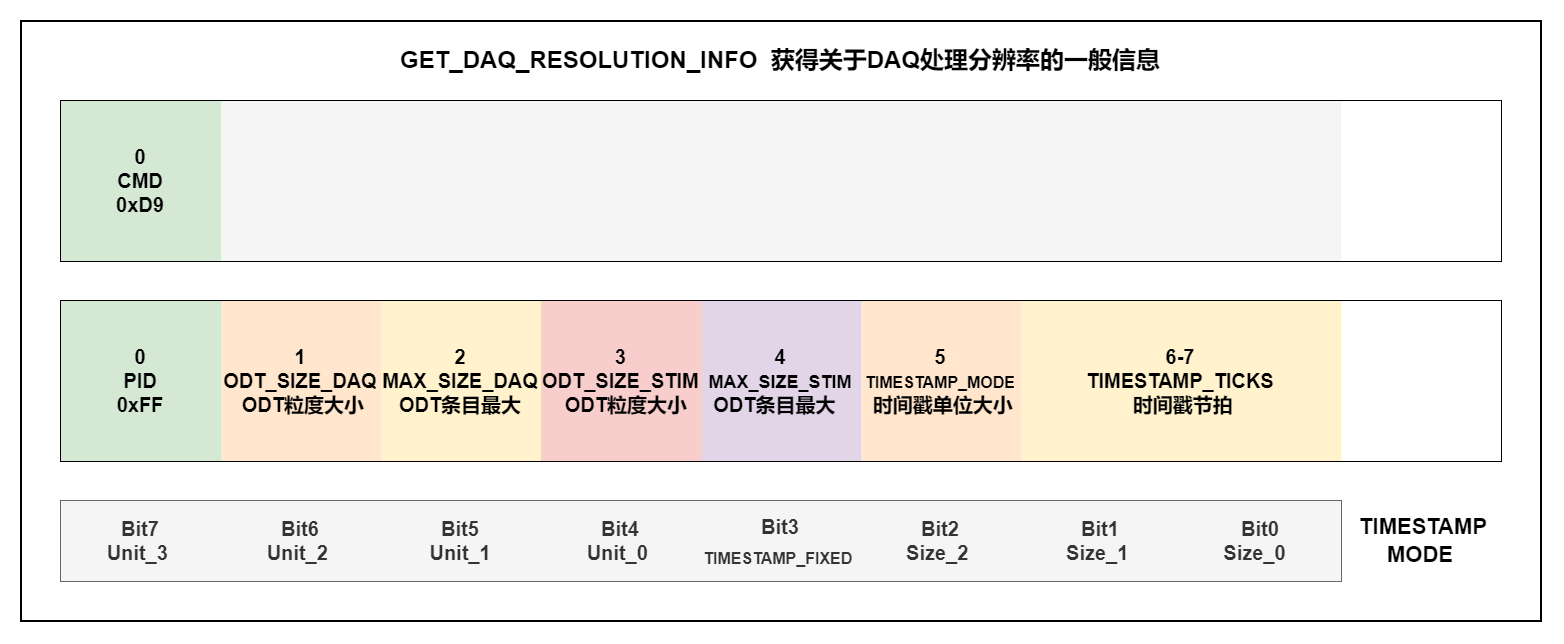 GET_DAQ_RESOLUTION_INFO 获得关于DAQ处理分辨率的一般信息
0
CMD
0xD9
0
PID
0xFF
1
ODT_SIZE_DAQ
ODT粒度大小
2
MAX_SIZE_DAQ
ODT条目最大
3
ODT_SIZE_STIM
ODT粒度大小
4
MAX_SIZE_STIM
ODT条目最大
5
TIMESTAMP_MODE
时间戳单位大小
6-7
TIMESTAMP_TICKS
时间戳节拍
Bit7
Unit_3
Bit6
Unit_2
Bit5
Unit_1
Bit4
Unit_0
Bit3
TIMESTAMP_FIXED
Bit2
Size_2
Bit1
Size_1
Bit0
Size_0
TIMESTAMP
MODE